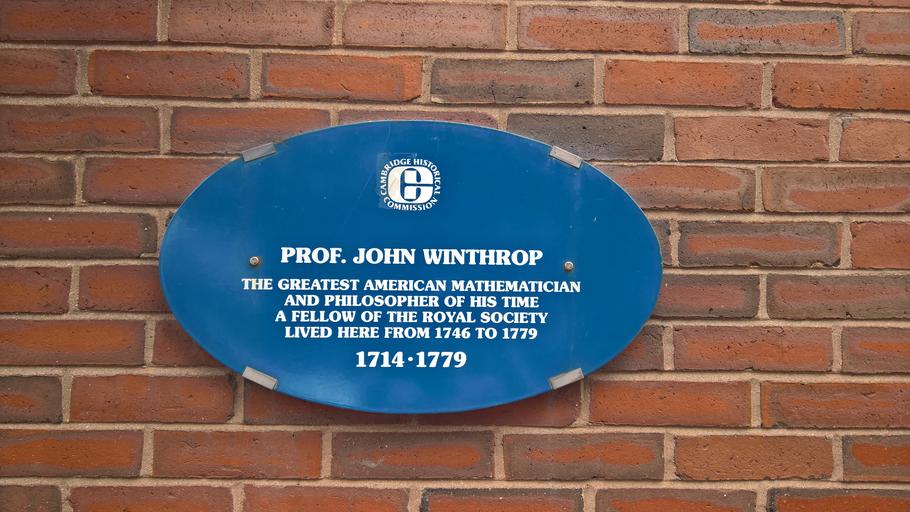 CAMBRIDGE HISTORICAL
COMMISSION
PROF. JOHN WINTHROP
THE GREATEST AMERICAN MATHEMATICIAN
AND PHILOSOPHER OF HIS TIME
A FELLOW OF THE ROYAL SOCIETY
LIVED HERE FROM 1746 TO 1779
1714·1779